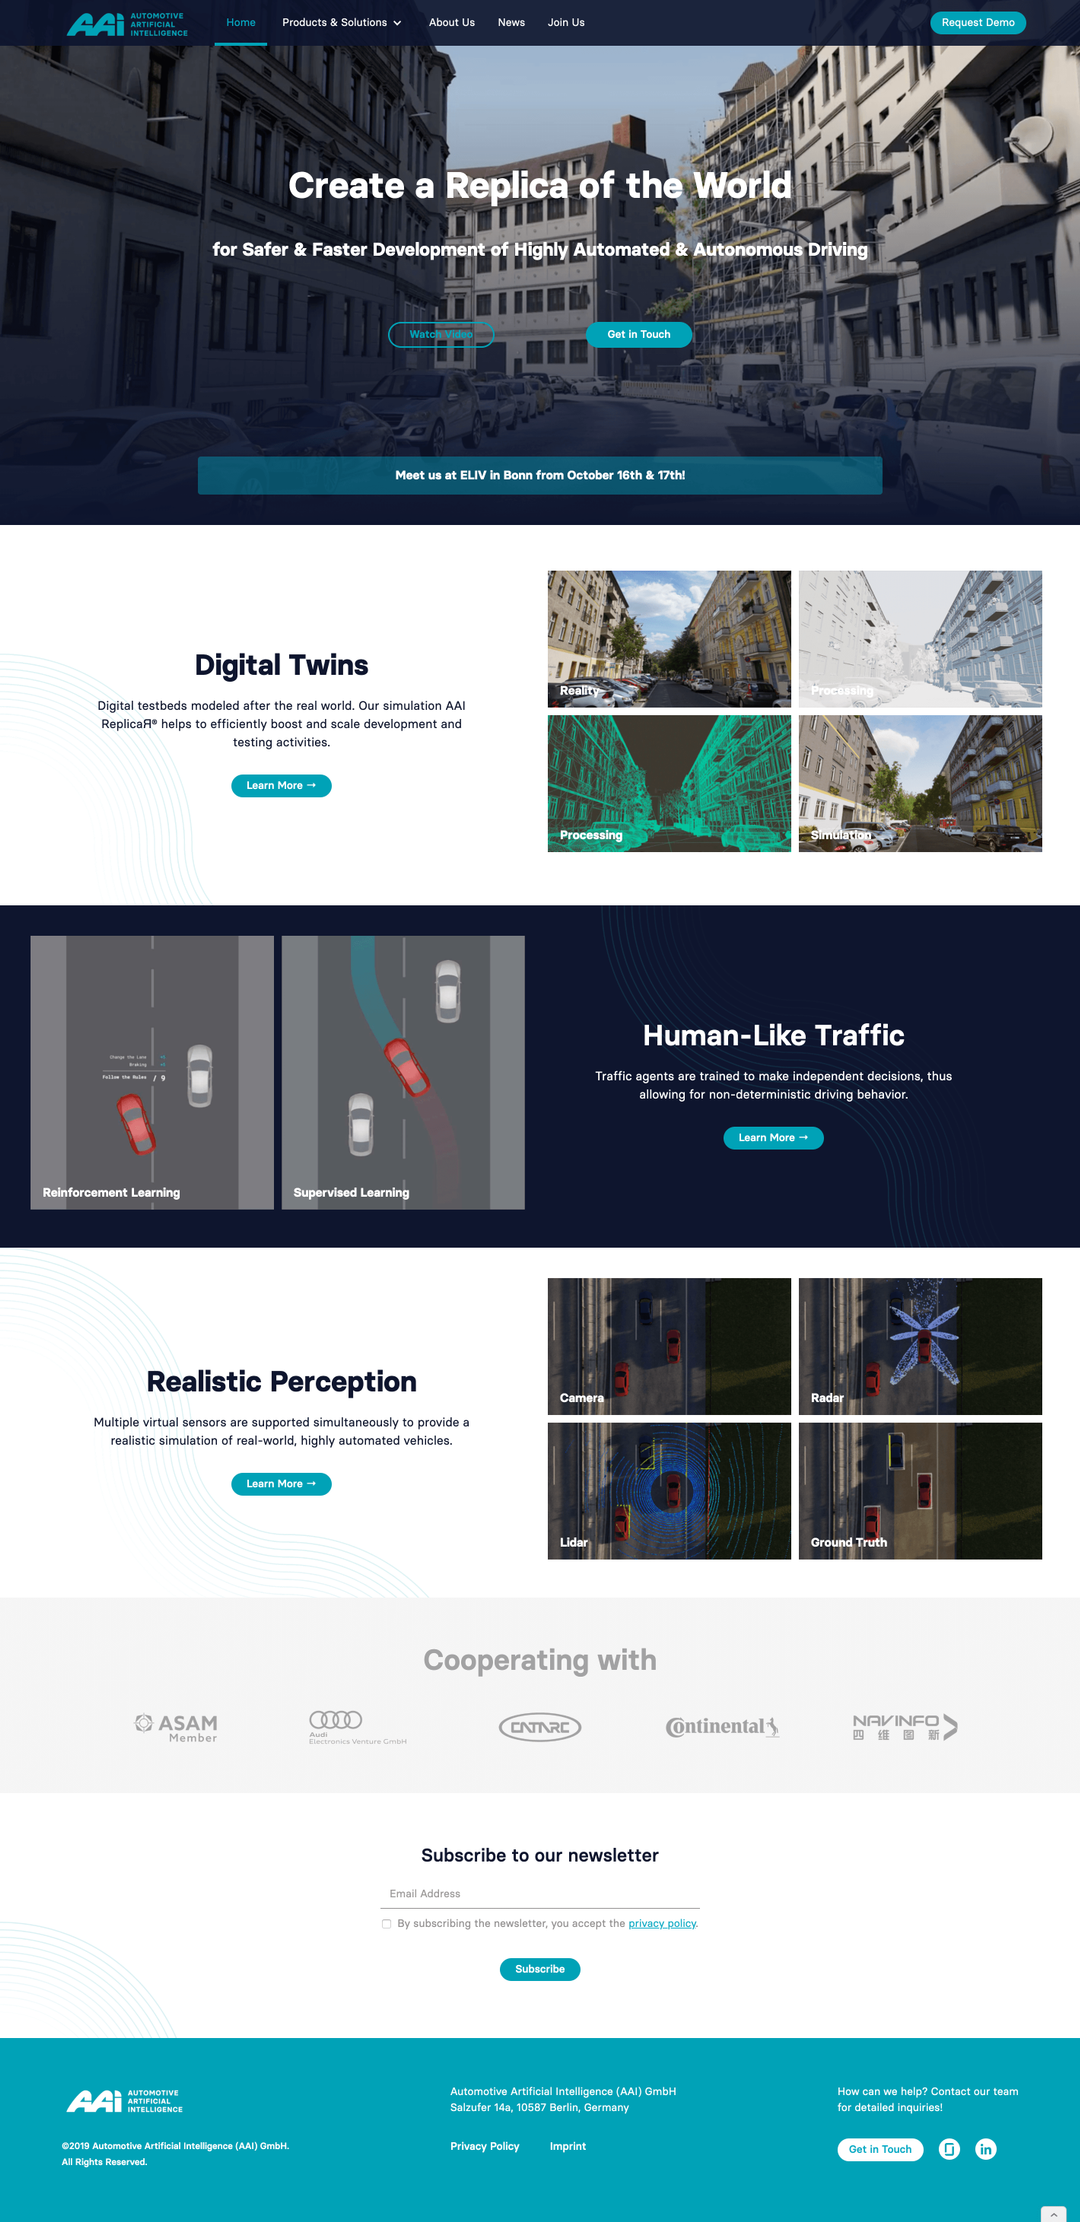 AAI AUTOMOTIVE
ARTIFICIAL
INTELLIGENCE
Home
Products & Solutions
About Us
News
Join Us
Request Demo
Create a Replica of the World
for Safer & Faster Development of Highly Automated & Autonomous Driving
Watch Video
Get in Touch
Meet us at ELIV in Bonn from October 16th & 17th!
Digital Twins
Digital testbeds modeled after the real world. Our simulation AAI
ReplicaЯ® helps to efficiently boost and scale development and
testing activities.
Learn More →
Reality
Processing
Processing
Simulation
Change the Lane +6
Braking +3
Follow the Rules / 9
Reinforcement Learning
Supervised Learning
Human-Like Traffic
Traffic agents are trained to make independent decisions, thus
allowing for non-deterministic driving behavior.
Learn More →
Realistic Perception
Multiple virtual sensors are supported simultaneously to provide a
realistic simulation of real-world, highly automated vehicles.
Learn More →
Camera
Radar
Lidar
Ground Truth
Cooperating with
ASAM
Member
Audi
Electronics Venture GmbH
CATARC
Continental
NAVINFO
四维图新
Subscribe to our newsletter
Email Address
By subscribing the newsletter, you accept the privacy policy.
Subscribe
AAI AUTOMOTIVE
ARTIFICIAL
INTELLIGENCE
©2019 Automotive Artificial Intelligence (AAI) GmbH.
All Rights Reserved.
Automotive Artificial Intelligence (AAI) GmbH
Salzufer 14a, 10587 Berlin, Germany
Privacy Policy
Imprint
How can we help? Contact our team
for detailed inquiries!
Get in Touch
in